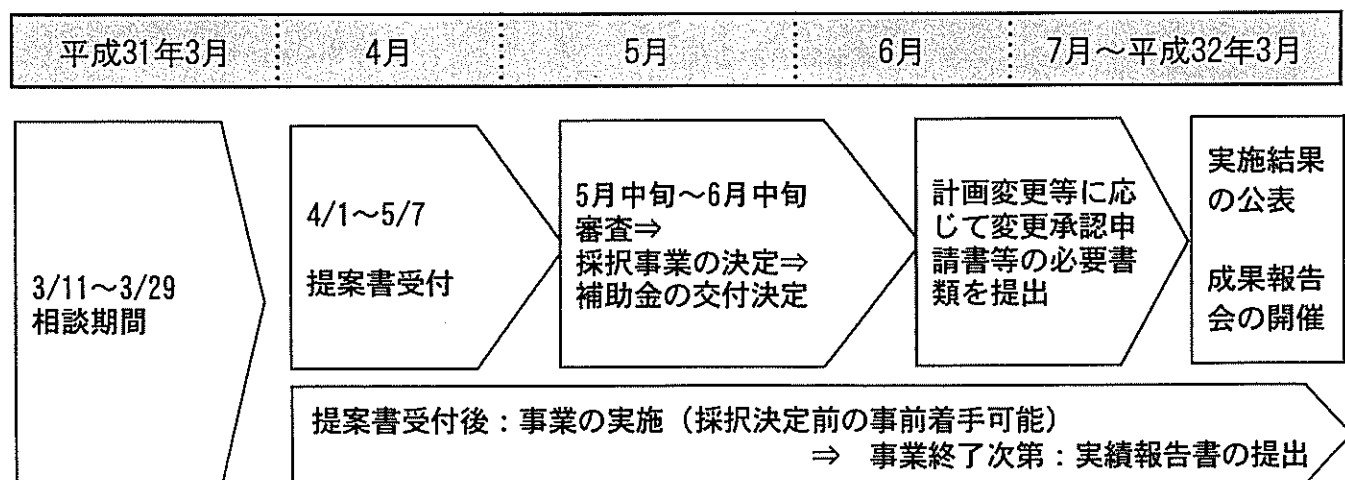 平成31年3月 4月 5月 6月 7月～平成32年3月
3/11～3/29
相談期間
4/1～5/7
提案書受付
5月中旬～6月中旬
審査⇒
採択事業の決定⇒
補助金の交付決定
計画変更等に応
じて変更承認申
請書等の必要書
類を提出
実施結果
の公表
成果報告
会の開催
提案書受付後：事業の実施（採択決定前の事前着手可能）
⇒ 事業終了次第：実績報告書の提出